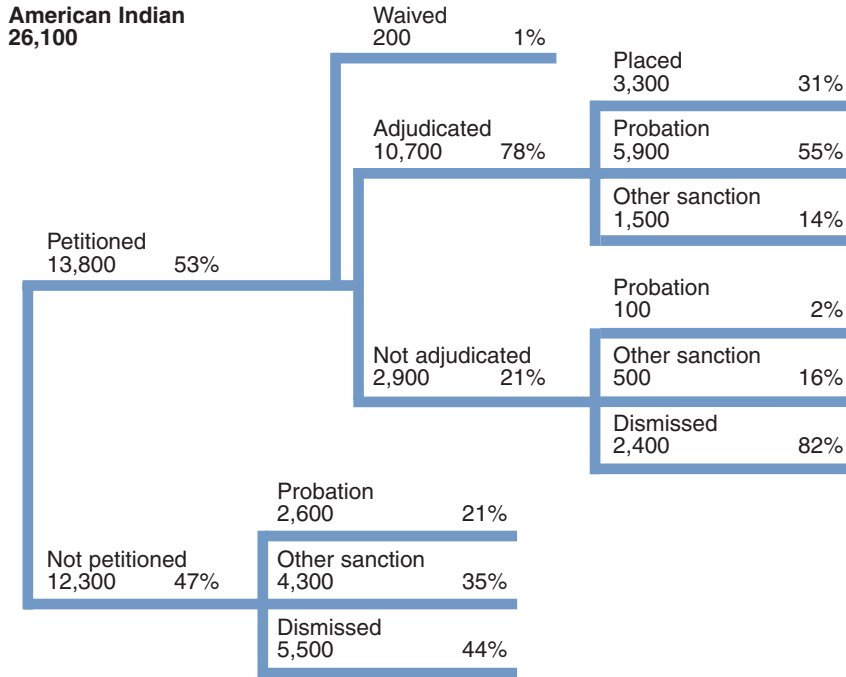 American Indian
26,100
Waived
200 1%
Placed
3,300 31%
Adjudicated
10,700 78%
Probation
5,900 55%
Other sanction
1,500 14%
Petitioned
13,800 53%
Probation
100 2%
Not adjudicated
2,900 21%
Other sanction
500 16%
Dismissed
2,400 82%
Probation
2,600 21%
Not petitioned
12,300 47%
Other sanction
4,300 35%
Dismissed
5,500 44%